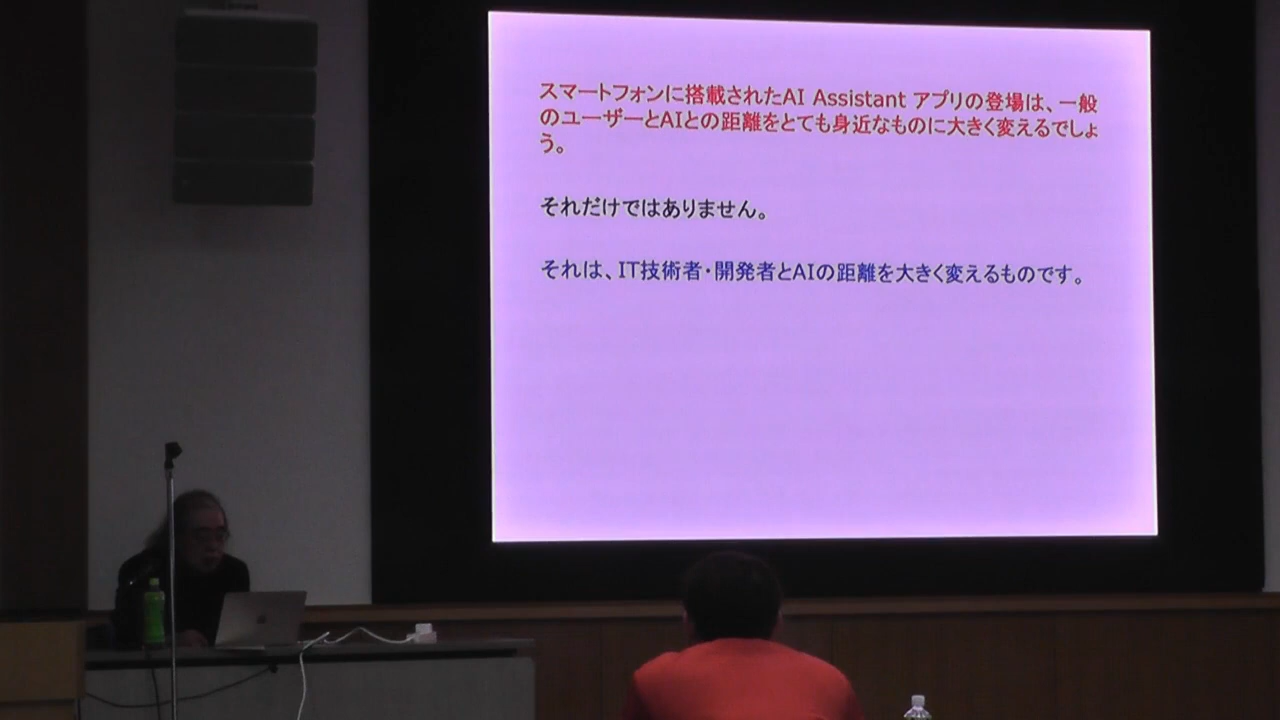 スマートフォンに搭載されたAI Assistant アプリの登場は、一般
のユーザーとAIとの距離をとても身近なものに大きく変えるでしょ
う。
それだけではありません。
それは、IT技術者・開発者とAIの距離を大きく変えるものです。